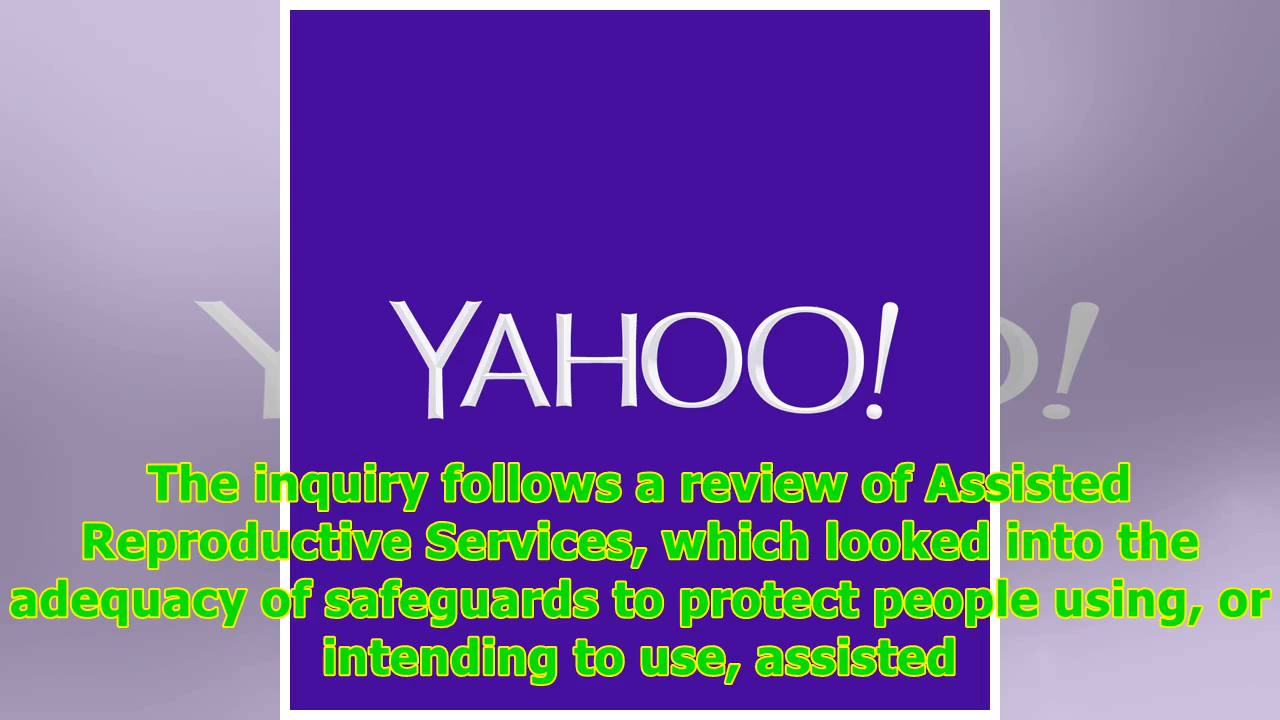 YAHOO!
The inquiry follows a review of Assisted
Reproductive Services, which looked into the
adequacy of safeguards to protect people using, or
intending to use, assisted